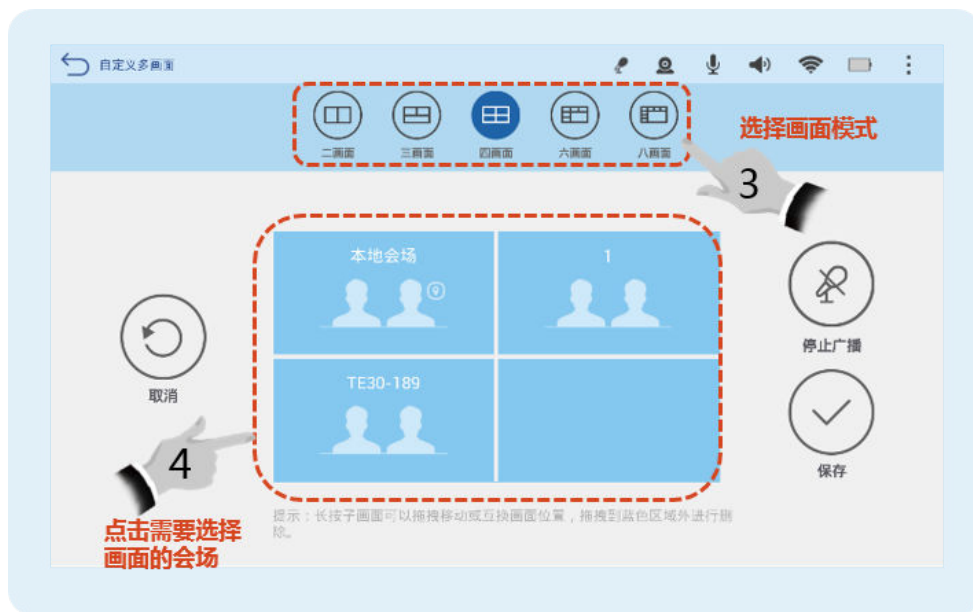 自定义多画面
二画面
三画面
四画面
六画面
八画面
选择画面模式
3
本地会场
1
停止广播
取消
TE30-189
4
保存
点击需要选择
画面的会场
提示：长按子画面可以拖拽移动或互换画面位置，拖拽到蓝色区域外进行删
除。